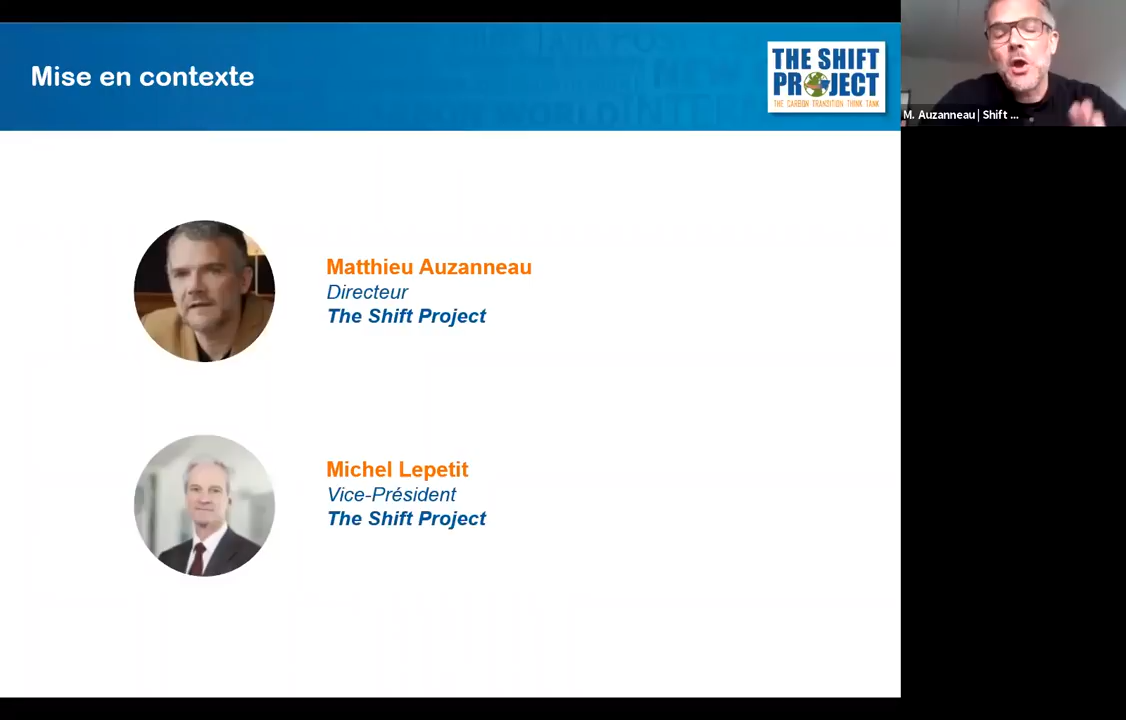 Mise en contexte
THE SHIFT
PROJECT
THE CARBON TRANSITION THINK TANK
M. Auzanneau | Shift ...
Matthieu Auzanneau
Directeur
The Shift Project
Michel Lepetit
Vice-Président
The Shift Project